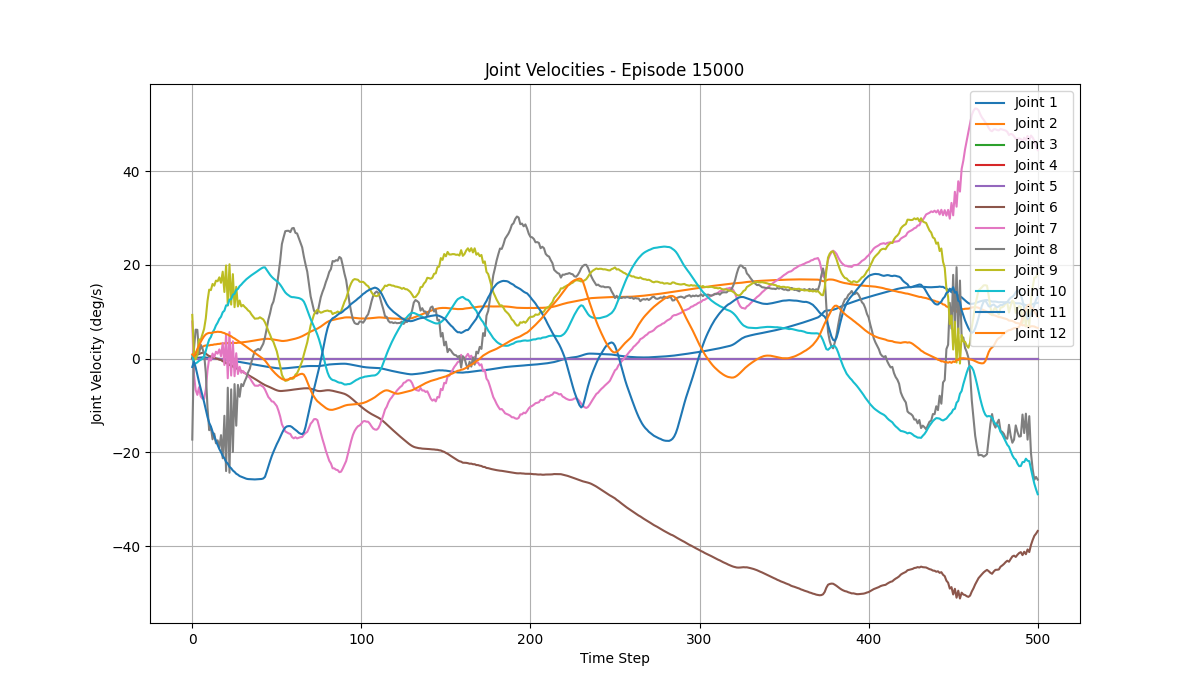 Joint Velocities - Episode 15000
Joint Velocity (deg/s)
40
20
0
−20
−40
0
100
200
300
400
500
Time Step
Joint 1
Joint 2
Joint 3
Joint 4
Joint 5
Joint 6
Joint 7
Joint 8
Joint 9
Joint 10
Joint 11
Joint 12